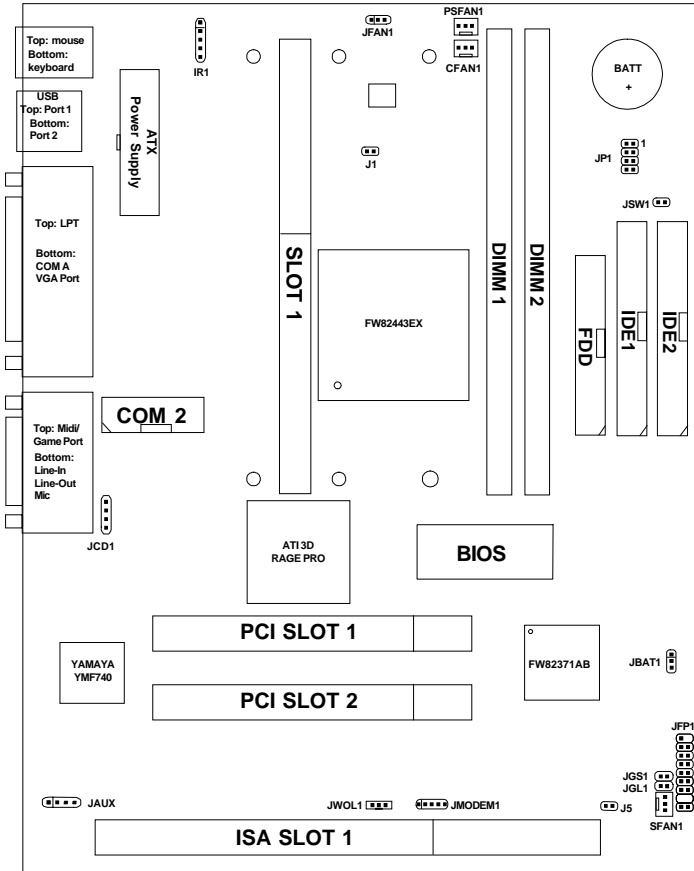 Top: mouse
Bottom:
keyboard
USB
Top: Port 1
Bottom:
Port 2
IR1
ATX
Power Supply
JFAN1
PSFAN1
CFAN1
BATT
+
J1
JP1
1
JSW1
Top: LPT
Bottom:
COM A
VGA Port
SLOT 1
FW82443EX
DIMM 1
DIMM 2
FDD
IDE1
IDE2
COM 2
Top: Midi/
Game Port
Bottom:
Line-In
Line-Out
Mic
JCD1
ATI 3D
RAGE PRO
BIOS
PCI SLOT 1
YAMAYA
YMF740
FW82371AB
JBAT1
PCI SLOT 2
JFP1
JGS1
JGL1
JAUX
JWOL1
JMODEM1
J5
SFAN1
ISA SLOT 1